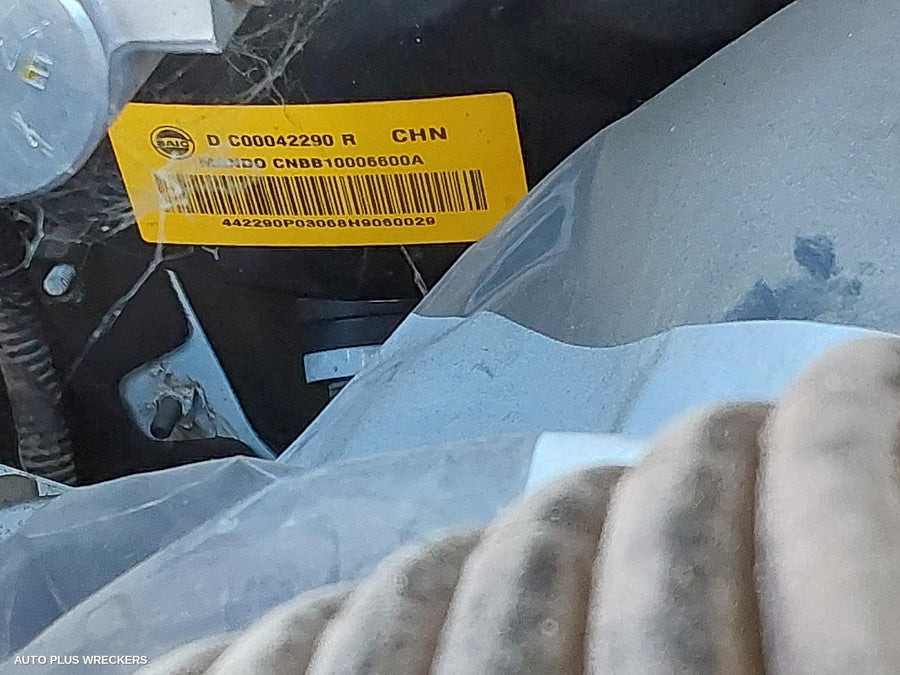 SAIC
D C00042290 R CHN
MANDO CNBB10006600A
442290P03068H9060029
AUTO PLUS WRECKERS